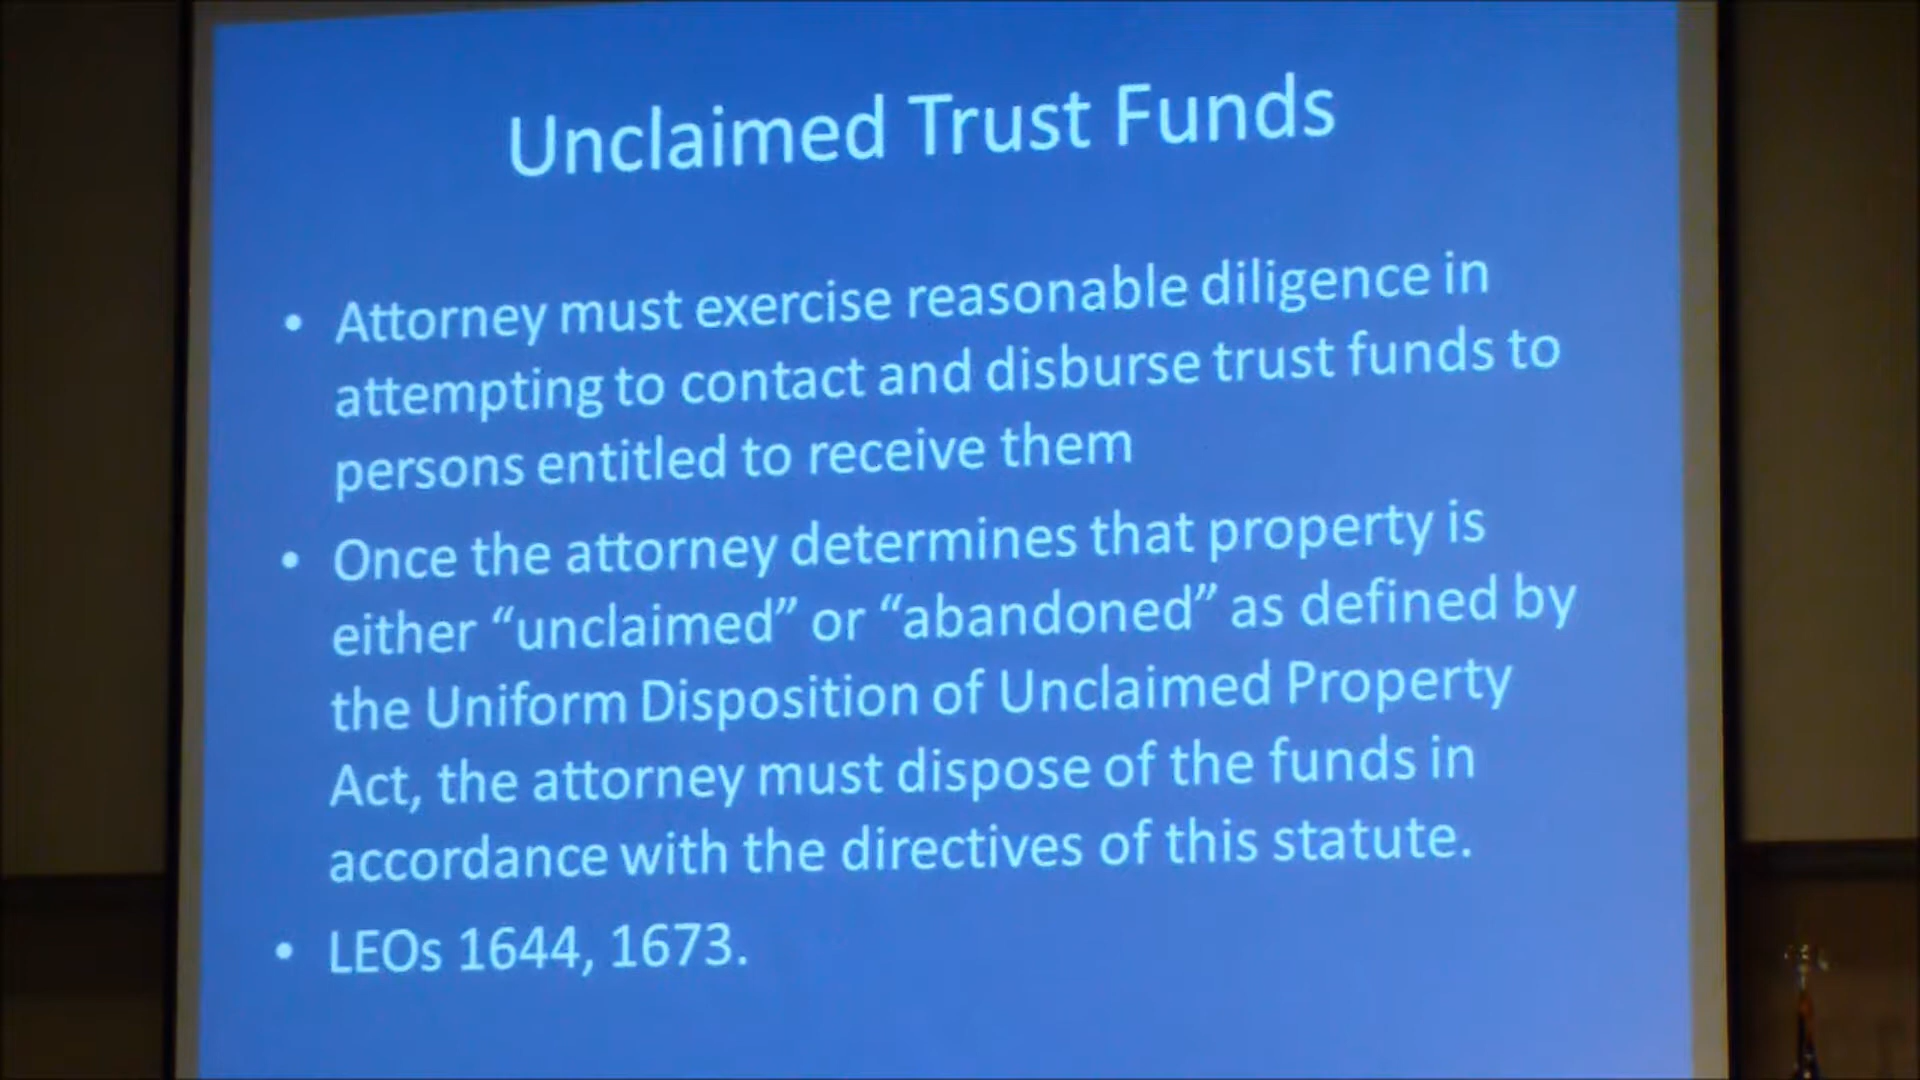 Unclaimed Trust Funds
• Attorney must exercise reasonable diligence in
attempting to contact and disburse trust funds to
persons entitled to receive them
• Once the attorney determines that property is
either “unclaimed” or “abandoned” as defined by
the Uniform Disposition of Unclaimed Property
Act, the attorney must dispose of the funds in
accordance with the directives of this statute.
• LEOs 1644, 1673.